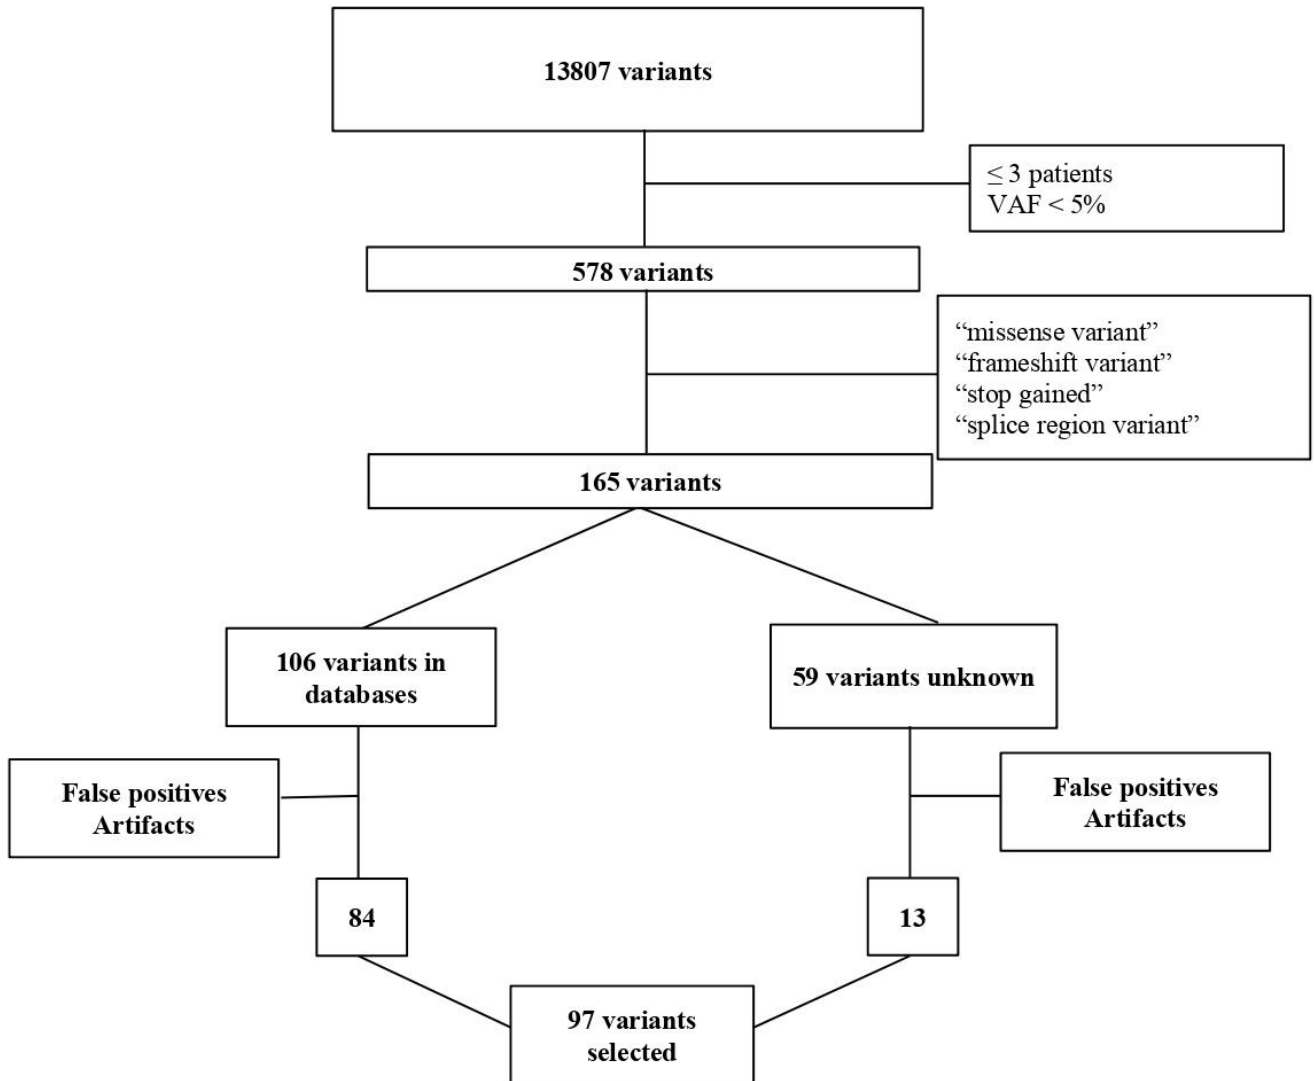 13807 variants
≤ 3 patients
VAF < 5%
578 variants
“missense variant”
“frameshift variant”
“stop gained”
“splice region variant”
165 variants
106 variants in
databases
59 variants unknown
False positives
Artifacts
False positives
Artifacts
84
13
97 variants
selected